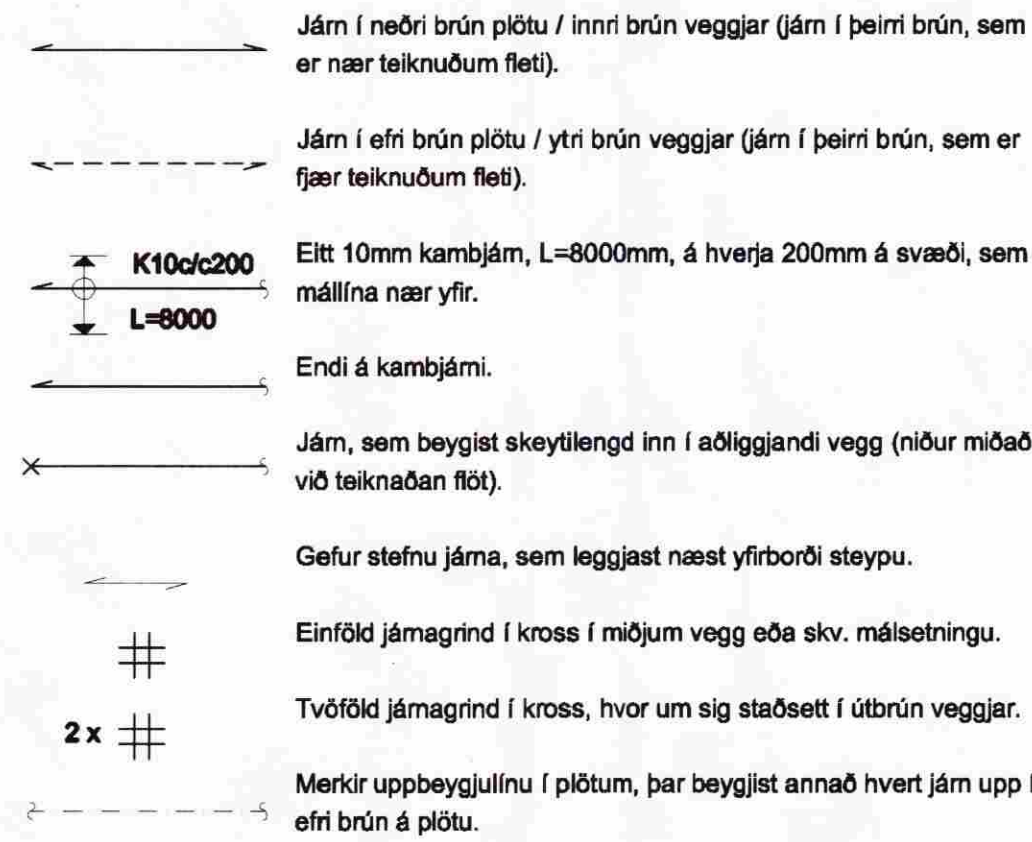 Járn í neðri brún plötu / innri brún veggjar (járn í þeirri brún, sem
er nær teiknuðum fleti).
Járn í efri brún plötu / ytri brún veggjar (járn í þeirri brún, sem er
fjær teiknuðum fleti).
K10c/c200
L=8000
Eitt 10mm kambjárn, L=8000mm, á hverja 200mm á svæði, sem
mállína nær yfir.
Endi á kambjárni.
Járn, sem beygist skeytilengd inn í aðliggjandi vegg (niður miðað
við teiknaðan flöt).
Gefur stefnu járna, sem leggjast næst yfirborði steypu.
Einföld járnagrind í kross í miðjum vegg eða skv. málsetningu.
2 x
Tvöföld járnagrind í kross, hvor um sig staðsett í útbrún veggjar.
Merkir uppbeygjulínu í plötum, þar beygjist annað hvert járn upp í
efri brún á plötu.